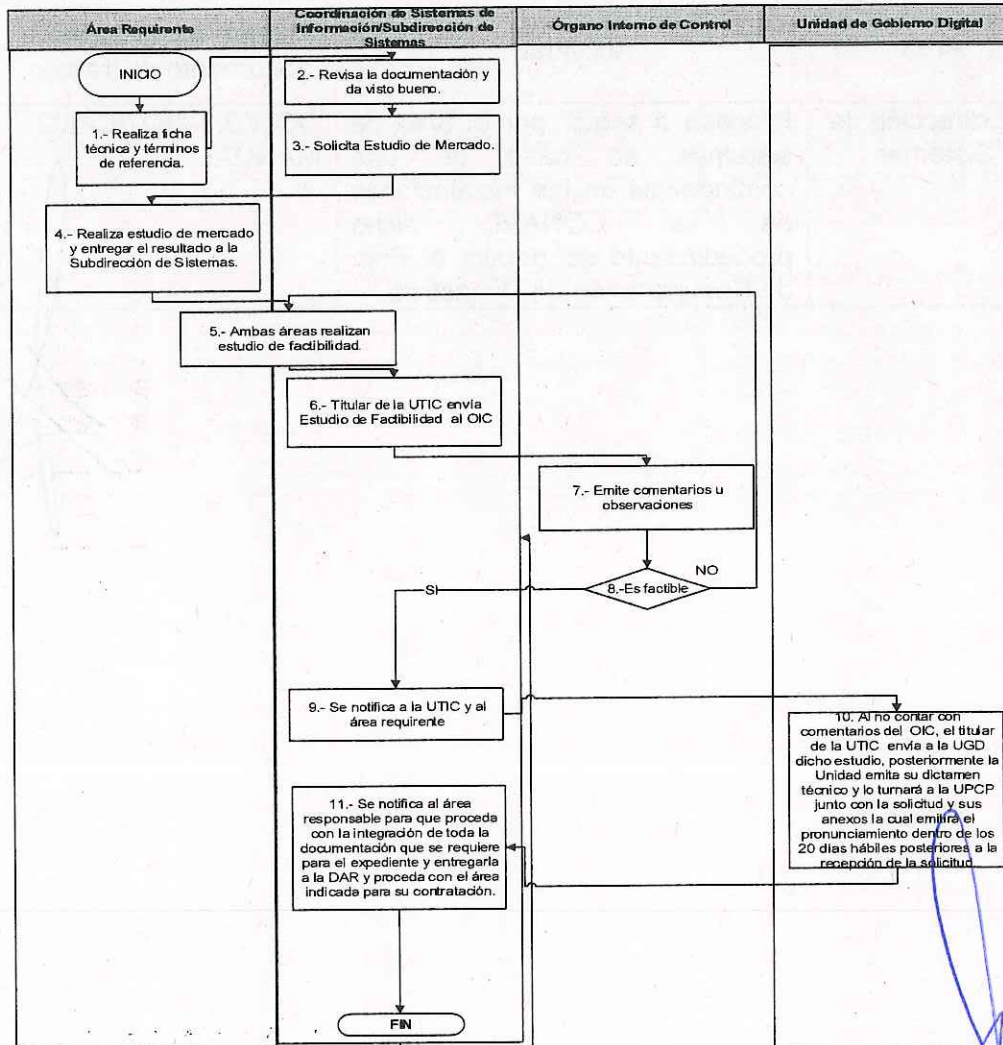 Área Requirente
Coordinación de Sistemas de
Información/Subdirección de
Sistemas
Órgano Interno de Control
Unidad de Gobierno Digital
INICIO
1.- Realiza ficha
técnica y términos
de referencia.
2.- Revisa la documentación y
da visto bueno.
3.- Solicita Estudio de Mercado.
4.- Realiza estudio de mercado
y entregar el resultado a la
Subdirección de Sistemas.
5.- Ambas áreas realizan
estudio de factibilidad.
6.- Titular de la UTIC envía
Estudio de Factibilidad al OIC
7.- Emite comentarios u
observaciones
8.-Es factible
NO
SI
9.- Se notifica a la UTIC y al
área requirente
10. Al no contar con
comentarios del OIC, el titular
de la UTIC envía a la UGD
dicho estudio, posteriormente la
Unidad emita su dictamen
técnico y lo turnará a la UPCP
junto con la solicitud y sus
anexos la cual emitirá el
pronunciamiento dentro de los
20 días hábiles posteriores a la
recepción de la solicitud
11.- Se notifica al área
responsable para que proceda
con la integración de toda la
documentación que se requiere
para el expediente y entregarla
a la DAR y proceda con el área
indicada para su contratación.
FIN